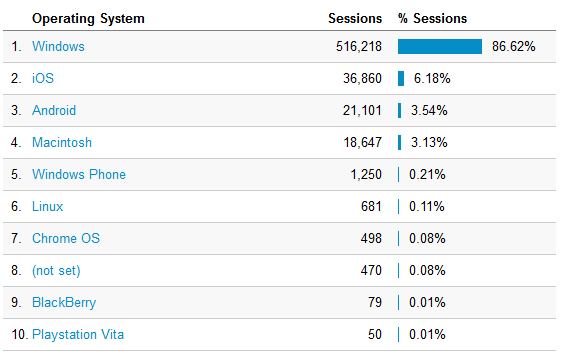 Operating System Sessions % Sessions
1. Windows 516,218 86.62%
2. iOS 36,860 6.18%
3. Android 21,101 3.54%
4. Macintosh 18,647 3.13%
5. Windows Phone 1,250 0.21%
6. Linux 681 0.11%
7. Chrome OS 498 0.08%
8. (not set) 470 0.08%
9. BlackBerry 79 0.01%
10. Playstation Vita 50 0.01%